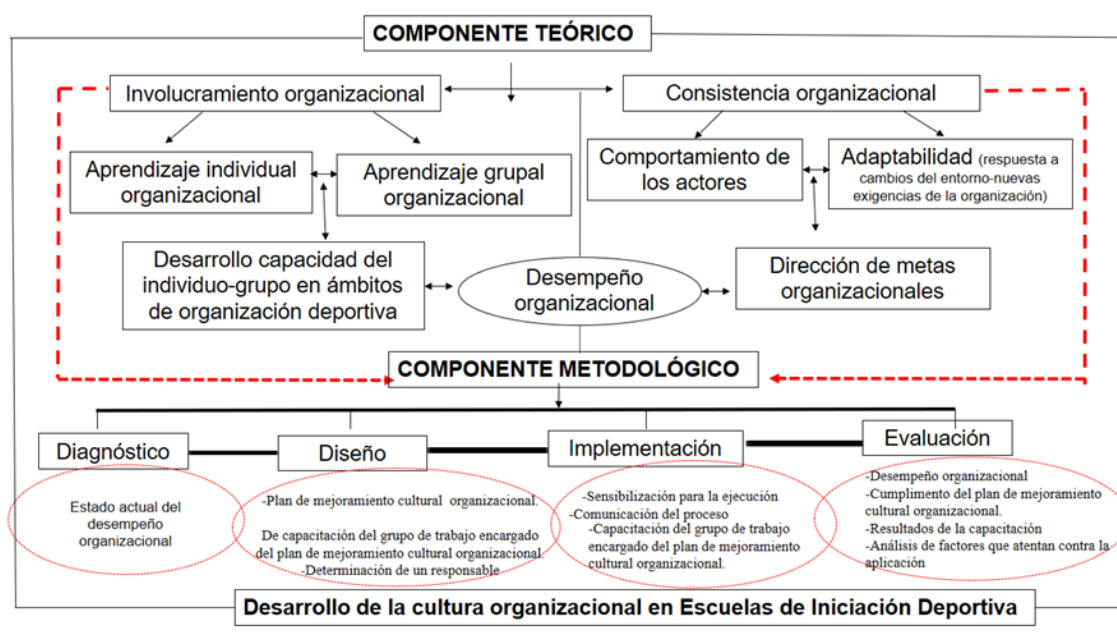 COMPONENTE TEÓRICO
Involucramiento organizacional
Consistencia organizacional
Aprendizaje individual
organizacional
Aprendizaje grupal
organizacional
Comportamiento de
los actores
Adaptabilidad (respuesta a
cambios del entorno-nuevas
exigencias de la organización)
Desarrollo capacidad del
individuo-grupo en ámbitos
de organización deportiva
Desempeño
organizacional
Dirección de metas
organizacionales
COMPONENTE METODOLÓGICO
Diagnóstico
Diseño
Implementación
Evaluación
Estado actual del
desempeño
organizacional
-Plan de mejoramiento cultural organizacional.
De capacitación del grupo de trabajo encargado
del plan de mejoramiento cultural organizacional.
-Determinación de un responsable
-Sensibilización para la ejecución
-Comunicación del proceso
-Capacitación del grupo de trabajo
encargado del plan de mejoramiento
cultural organizacional.
-Desempeño organizacional
-Cumplimento del plan de mejoramiento
cultural organizacional.
-Resultados de la capacitación
-Análisis de factores que atentan contra la
aplicación
Desarrollo de la cultura organizacional en Escuelas de Iniciación Deportiva